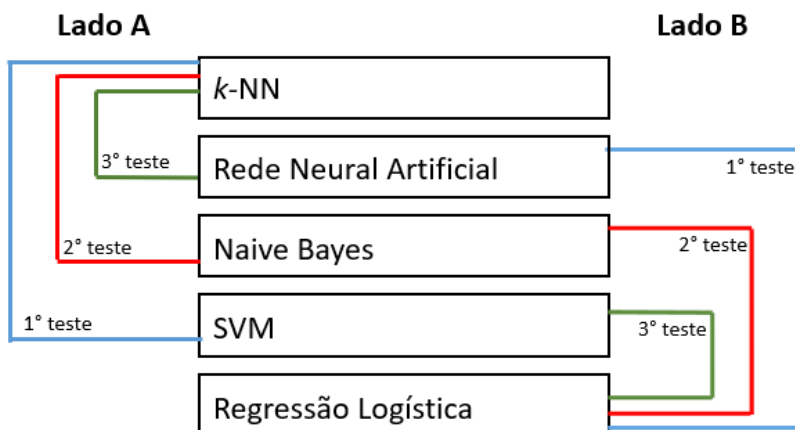 Lado A
Lado B
k-NN
3° teste
Rede Neural Artificial
1° teste
2° teste
Naive Bayes
2° teste
1° teste
SVM
3° teste
Regressão Logística